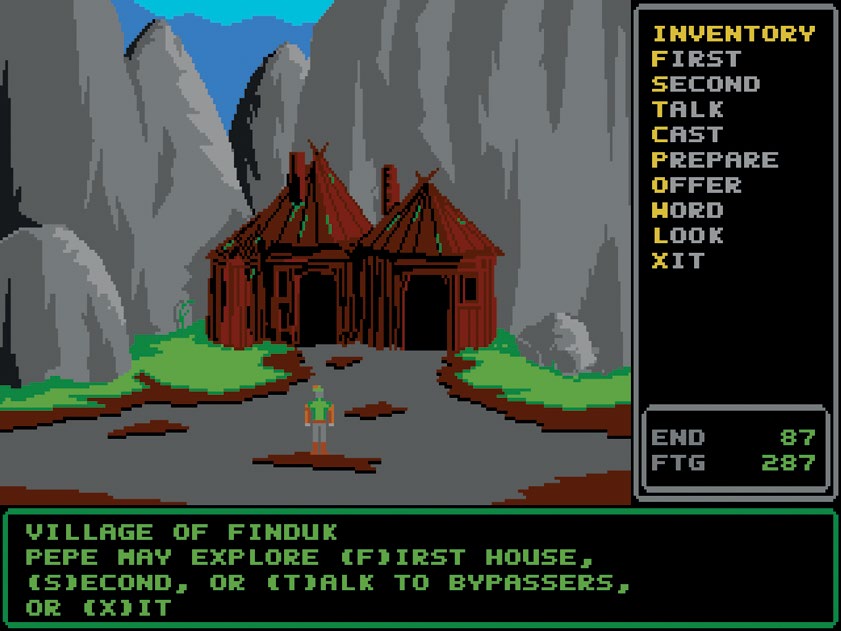 INVENTORY
FIRST
SECOND
TALK
CAST
PREPARE
OFFER
WORD
LOOK
XIT
END 87
FTG 287
VILLAGE OF FINDUK
PEPE MAY EXPLORE (F)IRST HOUSE,
(S)ECOND, OR (T)ALK TO BYPASSERS,
OR (X)IT